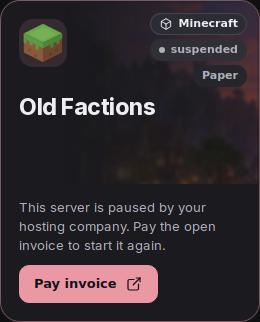 Minecraft
suspended
Paper
Old Factions
This server is paused by your
hosting company. Pay the open
invoice to start it again.
Pay invoice